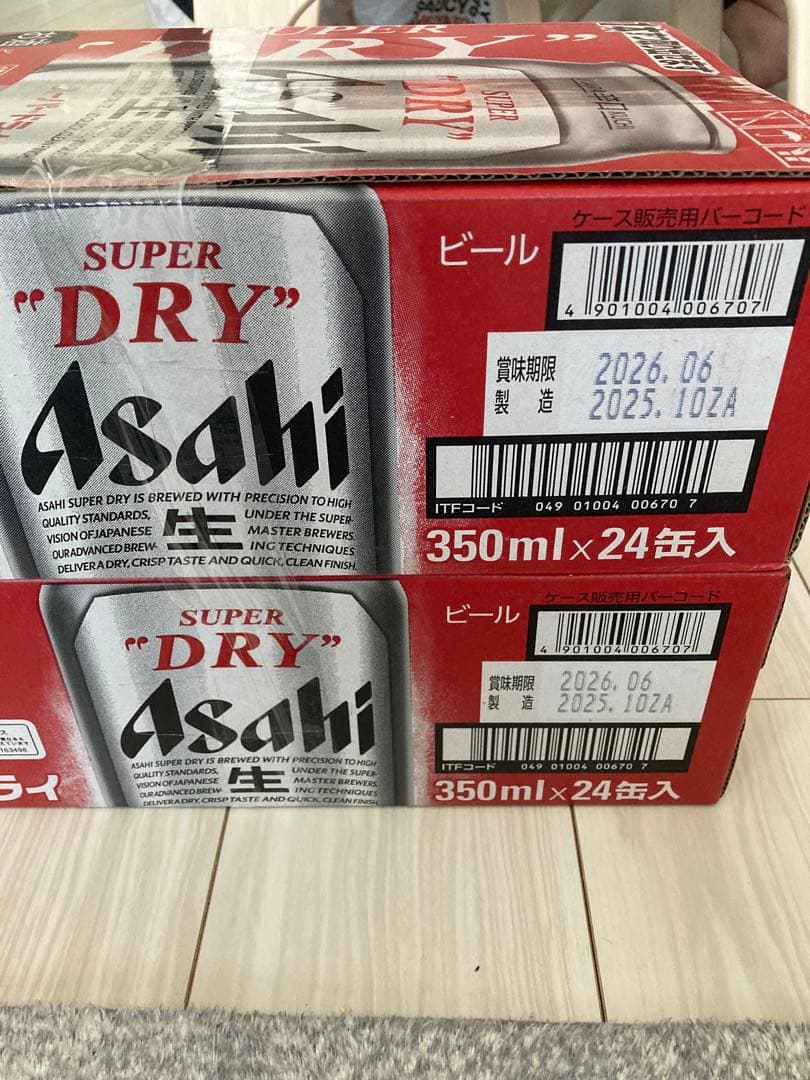 SUPER
"DRY"
SUPER
"DRY"
ケース販売用バーコード
ビール
4 901004 006707
SUPER
"DRY"
Asahi
賞味期限 2026.06
製造 2025.10ZA
ITFコード 049 01004 00670 7
ASAHI SUPER DRY IS BREWED WITH PRECISION TO HIGH
QUALITY STANDARDS, UNDER THE SUPER-
VISION OF JAPANESE MASTER BREWERS.
OUR ADVANCED BREW- ING TECHNIQUES
DELIVER A DRY, CRISP TASTE AND QUICK, CLEAN FINISH.
生
350ml×24缶入
ケース販売用バーコード
ビール
4 901004 006707
SUPER
"DRY"
Asahi
賞味期限 2026.06
製造 2025.10ZA
ITFコード 049 01004 00670 7
ASAHI SUPER DRY IS BREWED WITH PRECISION TO HIGH
QUALITY STANDARDS, UNDER THE SUPER-
VISION OF JAPANESE MASTER BREWERS.
OUR ADVANCED BREW- ING TECHNIQUES
DELIVER A DRY, CRISP TASTE AND QUICK, CLEAN FINISH.
生
350ml×24缶入
ライ
163498